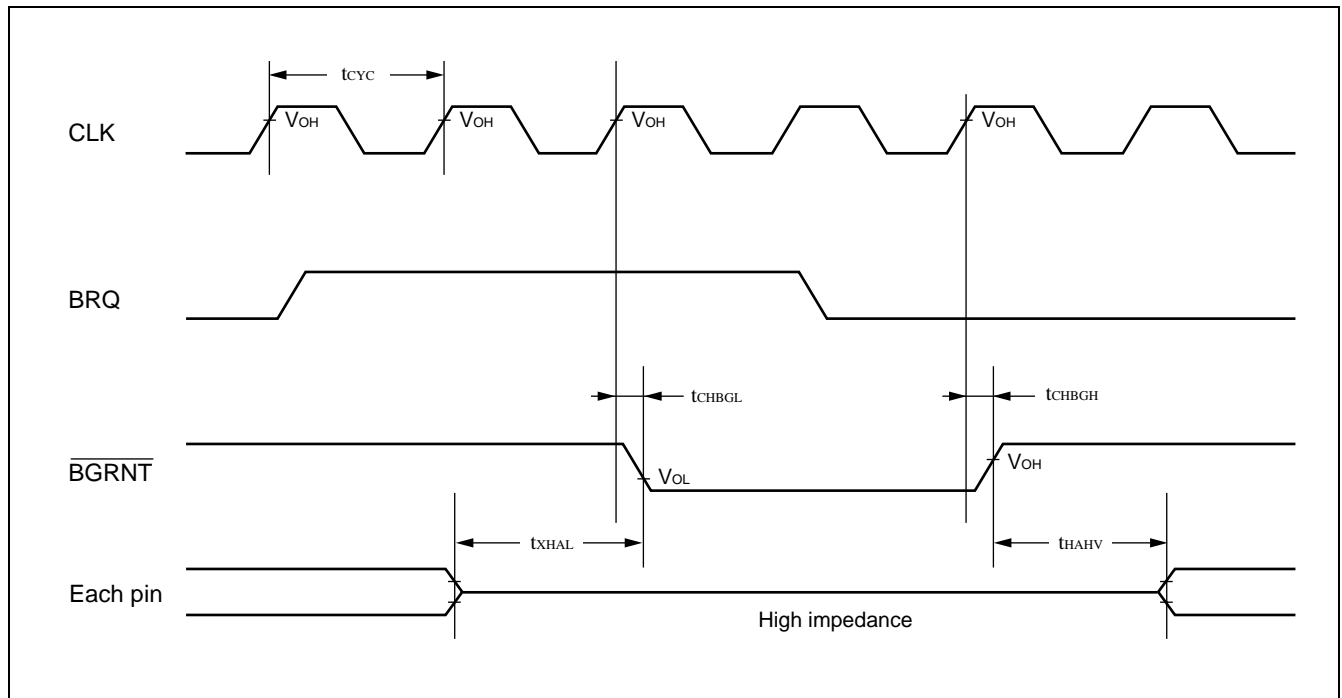 tCYC
CLK
VOH
VOH
VOH
VOH
BRQ
tCHBGL
tCHBGH
BGRNT
VOL
VOH
tXHAL
tHAHV
Each pin
High impedance